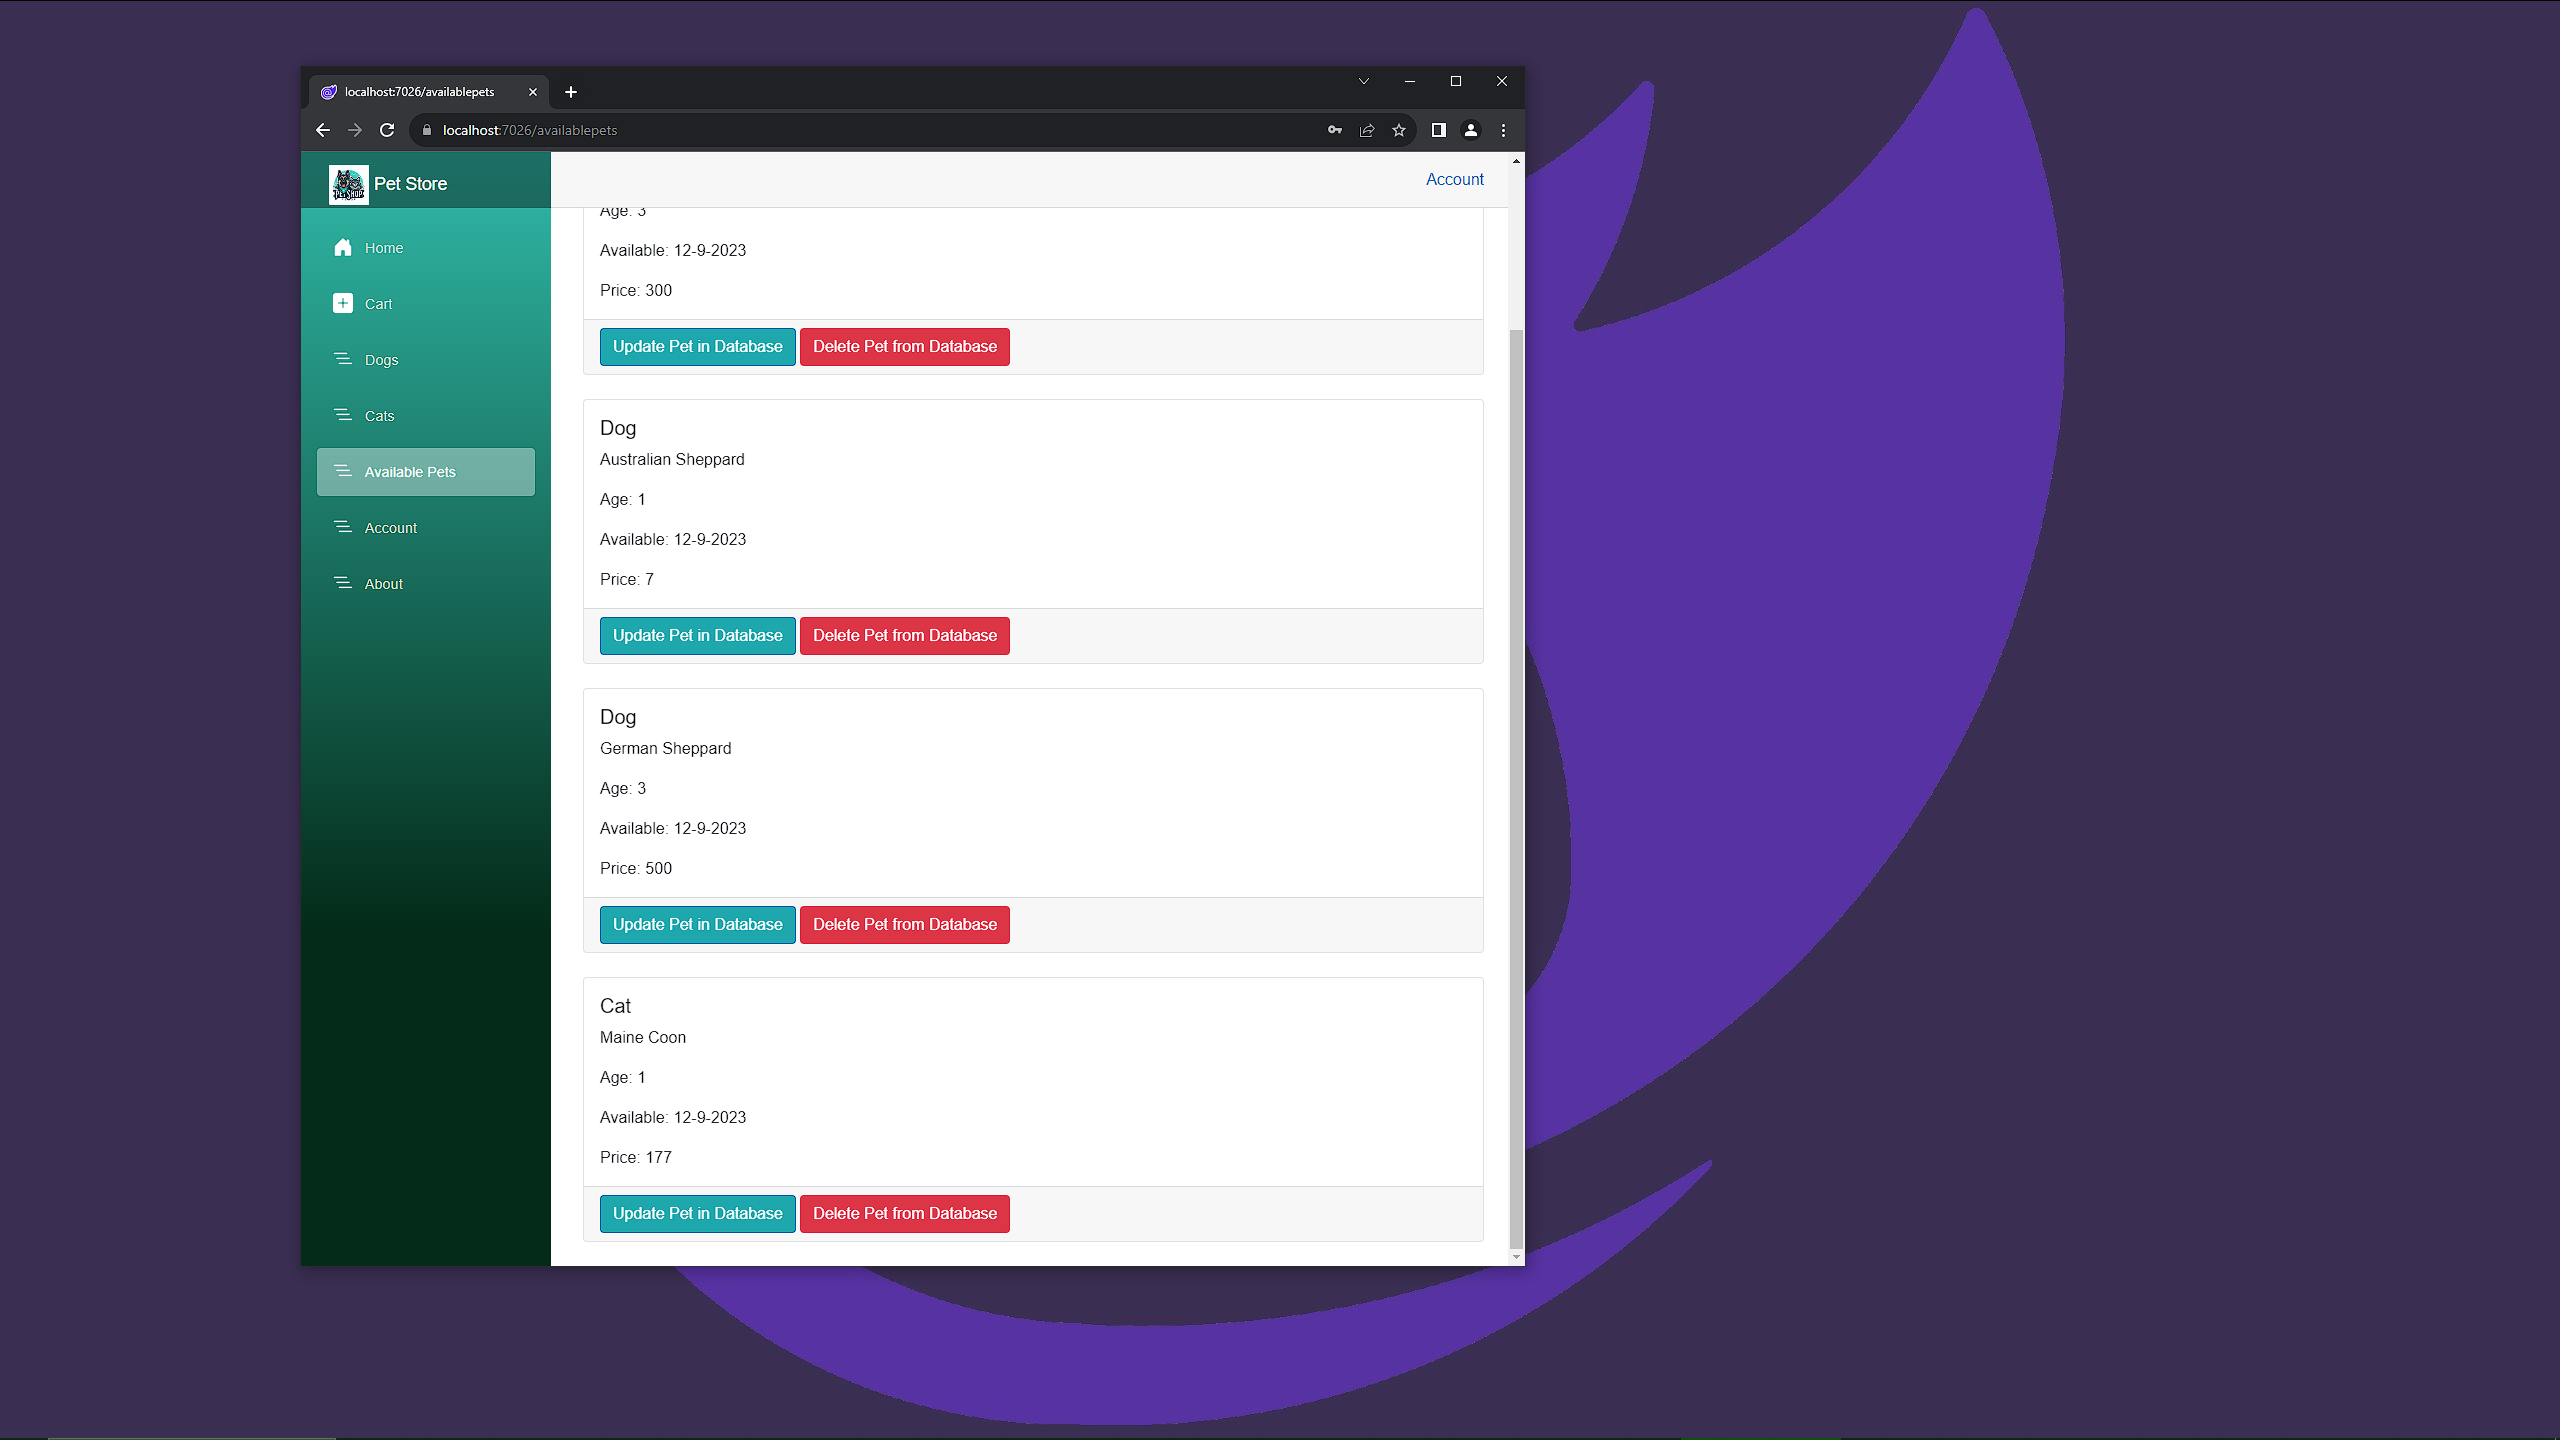 localhost:7026/availablepets
localhost:7026/availablepets
PET SHOP
Pet Store
Account
Home
Cart
Dogs
Cats
Available Pets
Account
About
Age: 3
Available: 12-9-2023
Price: 300
Update Pet in Database Delete Pet from Database
Dog
Australian Sheppard
Age: 1
Available: 12-9-2023
Price: 7
Update Pet in Database Delete Pet from Database
Dog
German Sheppard
Age: 3
Available: 12-9-2023
Price: 500
Update Pet in Database Delete Pet from Database
Cat
Maine Coon
Age: 1
Available: 12-9-2023
Price: 177
Update Pet in Database Delete Pet from Database